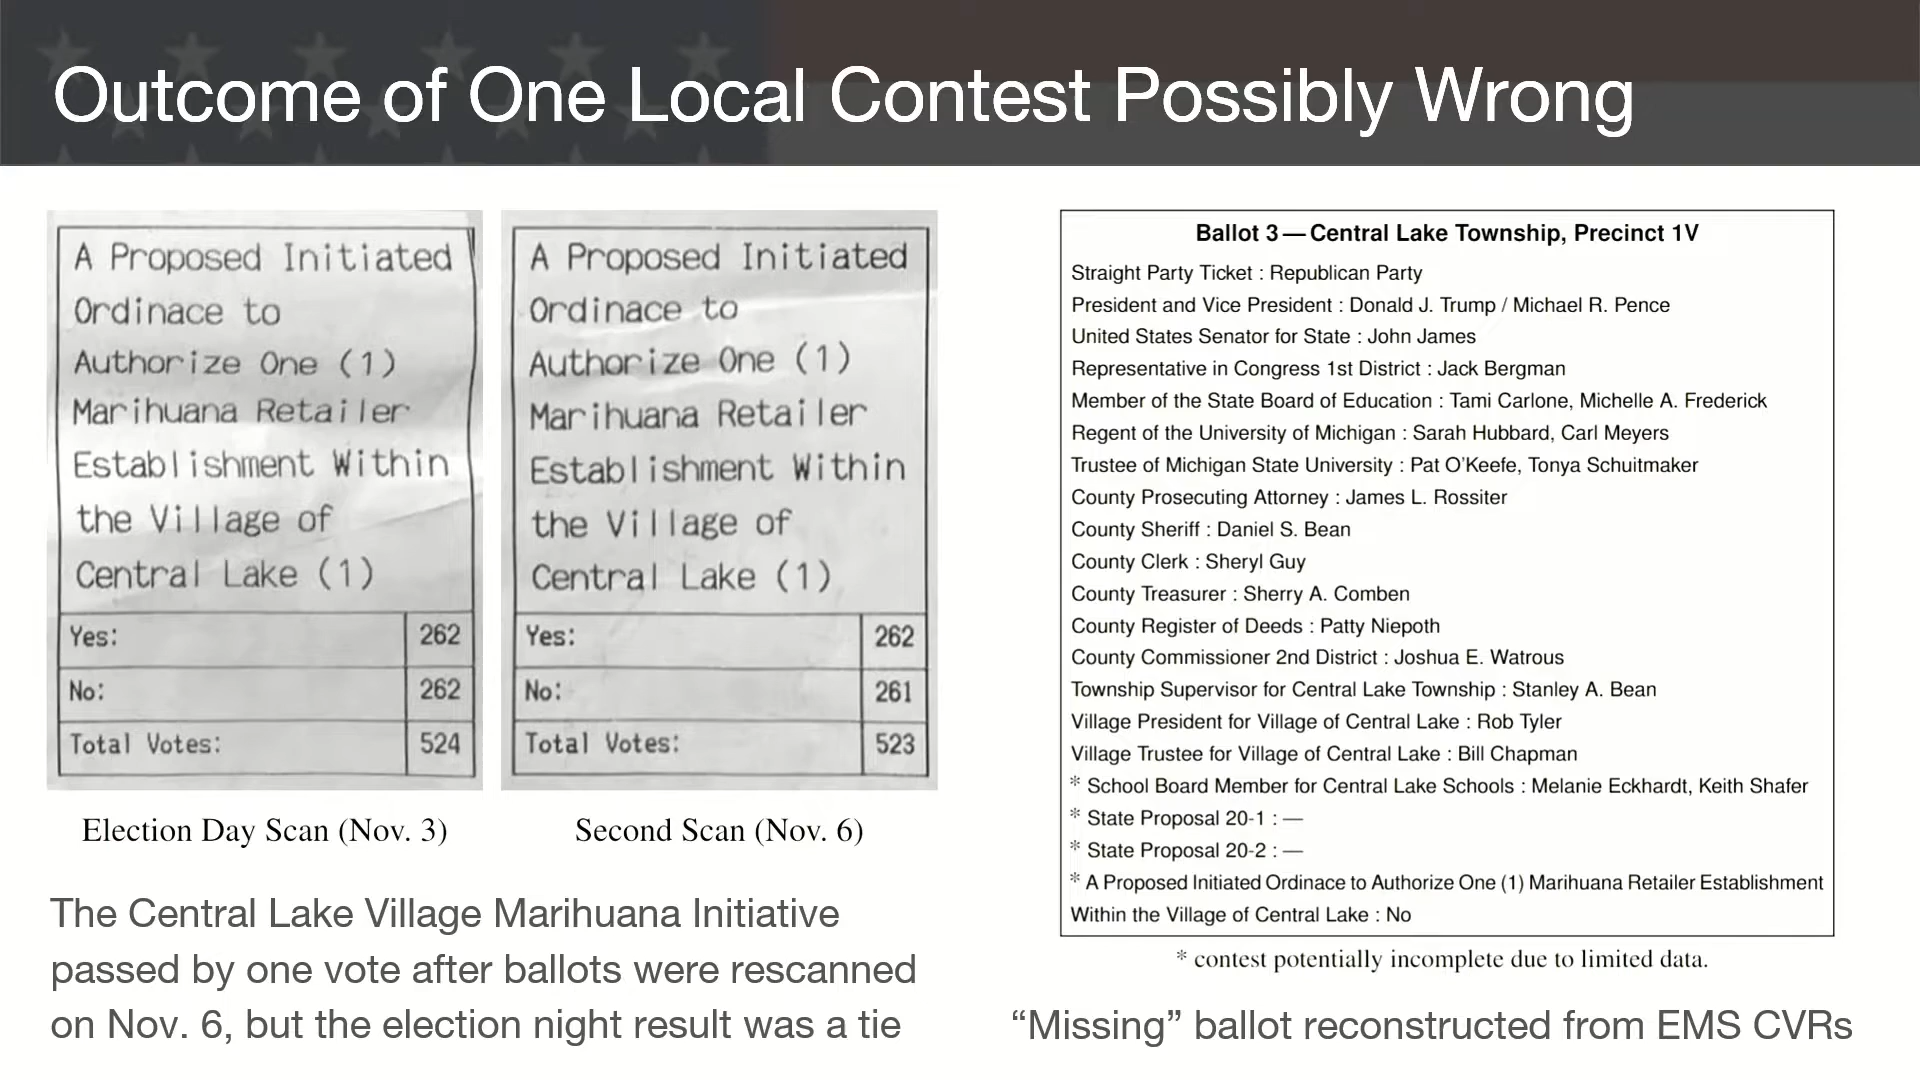 Outcome of One Local Contest Possibly Wrong
A Proposed Initiated
Ordinace to
Authorize One (1)
Marihuana Retailer
Establishment Within
the Village of
Central Lake (1)
Yes: 262
No: 262
Total Votes: 524
Election Day Scan (Nov. 3)
A Proposed Initiated
Ordinace to
Authorize One (1)
Marihuana Retailer
Establishment Within
the Village of
Central Lake (1)
Yes: 262
No: 261
Total Votes: 523
Second Scan (Nov. 6)
The Central Lake Village Marihuana Initiative
passed by one vote after ballots were rescanned
on Nov. 6, but the election night result was a tie
Ballot 3 — Central Lake Township, Precinct 1V
Straight Party Ticket : Republican Party
President and Vice President : Donald J. Trump / Michael R. Pence
United States Senator for State : John James
Representative in Congress 1st District : Jack Bergman
Member of the State Board of Education : Tami Carlone, Michelle A. Frederick
Regent of the University of Michigan : Sarah Hubbard, Carl Meyers
Trustee of Michigan State University : Pat O'Keefe, Tonya Schuitmaker
County Prosecuting Attorney : James L. Rossiter
County Sheriff : Daniel S. Bean
County Clerk : Sheryl Guy
County Treasurer : Sherry A. Comben
County Register of Deeds : Patty Niepoth
County Commissioner 2nd District : Joshua E. Watrous
Township Supervisor for Central Lake Township : Stanley A. Bean
Village President for Village of Central Lake : Rob Tyler
Village Trustee for Village of Central Lake : Bill Chapman
* School Board Member for Central Lake Schools : Melanie Eckhardt, Keith Shafer
* State Proposal 20-1 : —
* State Proposal 20-2 : —
* A Proposed Initiated Ordinace to Authorize One (1) Marihuana Retailer Establishment
Within the Village of Central Lake : No
* contest potentially incomplete due to limited data.
“Missing” ballot reconstructed from EMS CVRs